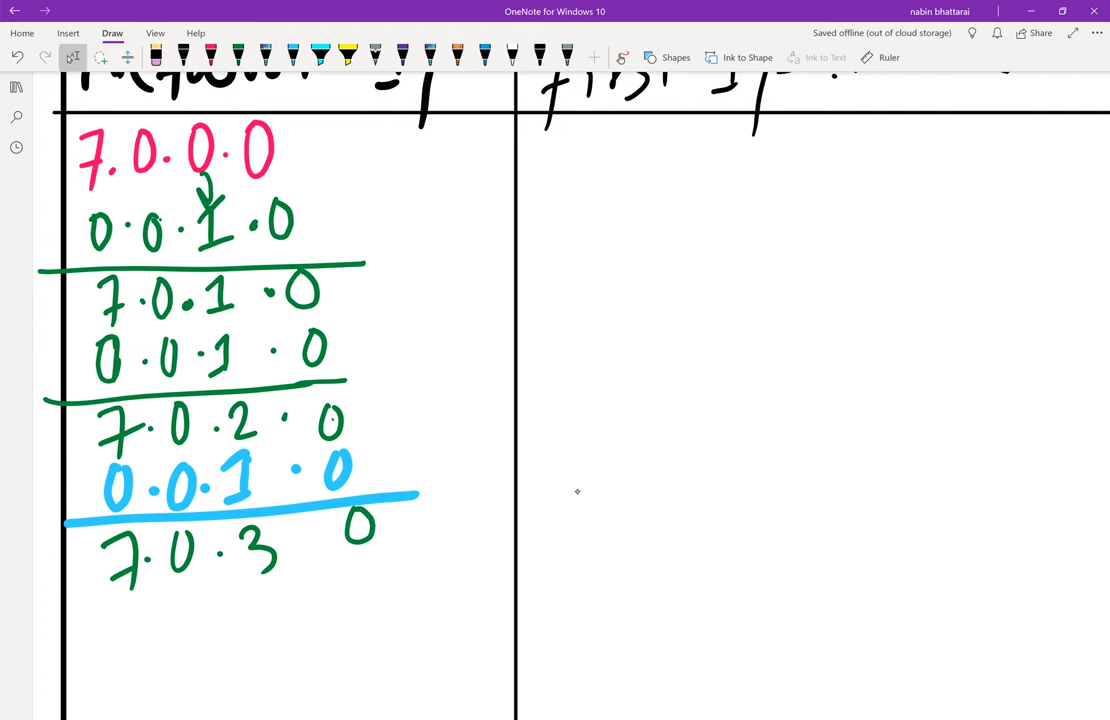 OneNote for Windows 10
nabin bhattarai
Home Insert Draw View Help
Saved offline (out of cloud storage)
Share
Shapes
Ink to Shape
Ink to Text
Ruler
7.0.0.0
0.0.1.0
7.0.1.0
0.0.1.0
7.0.2.0
0.0.1.0
7.0.3 0